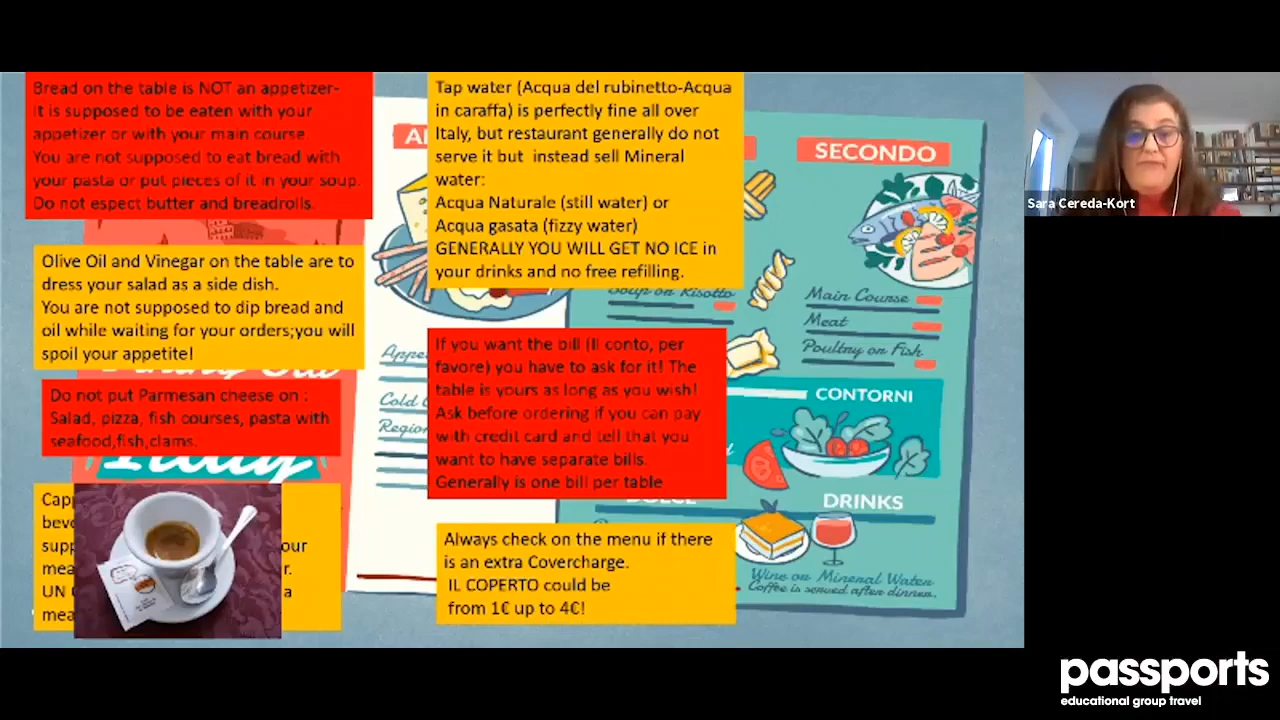 Bread on the table is NOT an appetizer-
It is supposed to be eaten with your
appetizer or with your main course
You are not supposed to eat bread with
your pasta or put pieces of it in your soup.
Do not espect butter and breadrolls.
Olive Oil and Vinegar on the table are to
dress your salad as a side dish.
You are not supposed to dip bread and
oil while waiting for your orders;you will
spoil your appetite!
Do not put Parmesan cheese on :
Salad, pizza, fish courses, pasta with
seafood,fish,clams.
Italy
Tap water (Acqua del rubinetto-Acqua
in caraffa) is perfectly fine all over
Italy, but restaurant generally do not
serve it but instead sell Mineral
water:
Acqua Naturale (still water) or
Acqua gasata (fizzy water)
GENERALLY YOU WILL GET NO ICE in
your drinks and no free refilling.
Soup or Risotto
If you want the bill (Il conto, per
favore) you have to ask for it! The
table is yours as long as you wish!
Ask before ordering if you can pay
with credit card and tell that you
want to have separate bills.
Generally is one bill per table
DOLCE
Always check on the menu if there
is an extra Covercharge.
IL COPERTO could be
from 1€ up to 4€!
SECONDO
Main Course
Meat
Poultry or Fish
CONTORNI
DRINKS
Wine or Mineral Water
Coffee is served after dinner.
Sara Cereda-Kort
passports
educational group travel